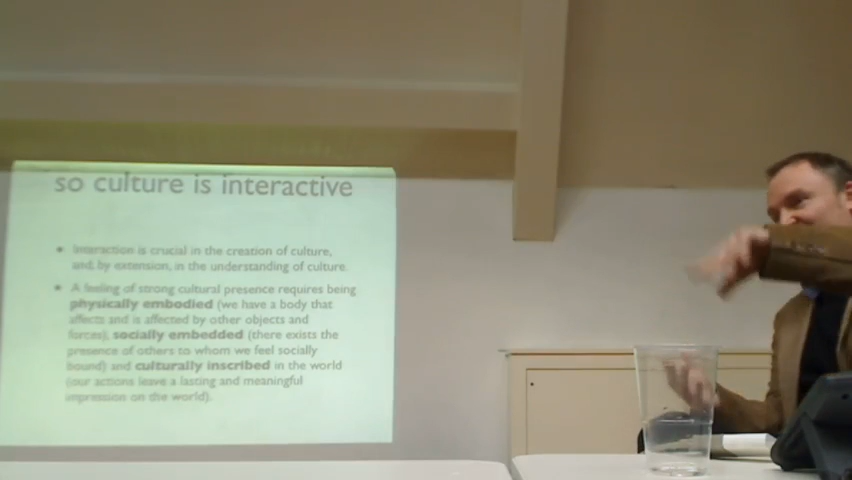 so culture is interactive
• Interaction is crucial in the creation of culture,
and, by extension, in the understanding of culture.
• A feeling of strong cultural presence requires being
physically embodied (we have a body that
affects and is affected by other objects and
forces), socially embedded (there exists the
presence of others to whom we feel socially
bound) and culturally inscribed in the world
(our actions leave a lasting and meaningful
impression on the world).